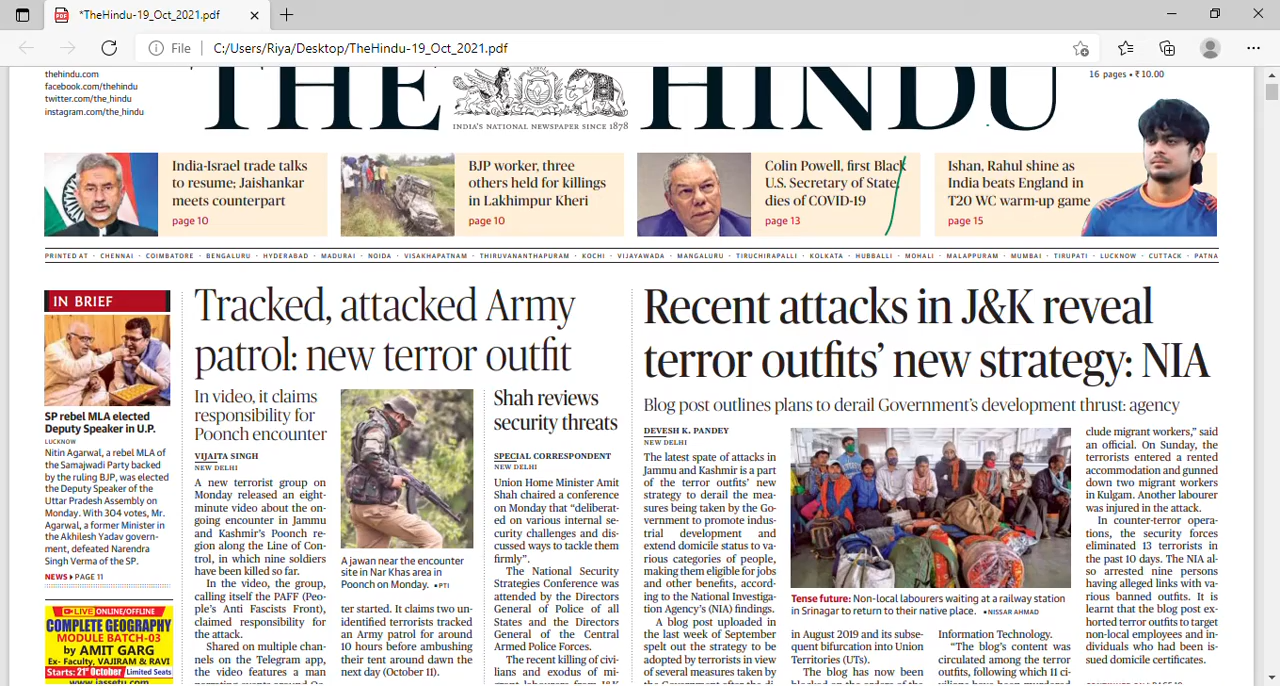 *TheHindu-19_Oct_2021.pdf
File
C:/Users/Riya/Desktop/TheHindu-19_Oct_2021.pdf
thehindu.com
facebook.com/thehindu
twitter.com/the_hindu
instagram.com/the_hindu
THE HINDU
INDIA'S NATIONAL NEWSPAPER SINCE 1878
16 pages • ₹10.00
India-Israel trade talks
to resume; Jaishankar
meets counterpart
page 10
BJP worker, three
others held for killings
in Lakhimpur Kheri
page 10
Colin Powell, first Black
U.S. Secretary of State,
dies of COVID-19
page 13
Ishan, Rahul shine as
India beats England in
T20 WC warm-up game
page 15
PRINTED AT · CHENNAI · COIMBATORE · BENGALURU · HYDERABAD · MADURAI · NOIDA · VISAKHAPATNAM · THIRUVANANTHAPURAM · KOCHI · VIJAYAWADA · MANGALURU · TIRUCHIRAPALLI · KOLKATA · HUBBALLI · MOHALI · MALAPPURAM · MUMBAI · TIRUPATI · LUCKNOW · CUTTACK · PATNA
IN BRIEF
SP rebel MLA elected
Deputy Speaker in U.P.
LUCKNOW
Nitin Agarwal, a rebel MLA of
the Samajwadi Party backed
by the ruling BJP, was elected
the Deputy Speaker of the
Uttar Pradesh Assembly on
Monday. With 304 votes, Mr.
Agarwal, a former Minister in
the Akhilesh Yadav govern-
ment, defeated Narendra
Singh Verma of the SP.
NEWS ▸ PAGE 11
LIVE ONLINE/OFFLINE
COMPLETE GEOGRAPHY
MODULE BATCH-03
by AMIT GARG
Ex- Faculty, VAJIRAM & RAVI
Starts: 21st October Limited Seats
Tracked, attacked Army
patrol: new terror outfit
In video, it claims
responsibility for
Poonch encounter
VIJAITA SINGH
NEW DELHI
A new terrorist group on
Monday released an eight-
minute video about the on-
going encounter in Jammu
and Kashmir's Poonch re-
gion along the Line of Con-
trol, in which nine soldiers
have been killed so far.
In the video, the group,
calling itself the PAFF (Peo-
ple's Anti Fascists Front),
claimed responsibility for
the attack.
Shared on multiple chan-
nels on the Telegram app,
the video features a man
A jawan near the encounter
site in Nar Khas area in
Poonch on Monday. • PTI
ter started. It claims two un-
identified terrorists tracked
an Army patrol for around
10 hours before ambushing
their tent around dawn the
next day (October 11).
Shah reviews
security threats
SPECIAL CORRESPONDENT
NEW DELHI
Union Home Minister Amit
Shah chaired a conference
on Monday that "deliberat-
ed on various internal se-
curity challenges and dis-
cussed ways to tackle them
firmly".
The National Security
Strategies Conference was
attended by the Directors
General of Police of all
States and the Directors
General of the Central
Armed Police Forces.
The recent killing of civi-
Recent attacks in J&K reveal
terror outfits' new strategy: NIA
Blog post outlines plans to derail Government's development thrust: agency
DEVESH K. PANDEY
NEW DELHI
The latest spate of attacks in
Jammu and Kashmir is a part
of the terror outfits' new
strategy to derail the mea-
sures being taken by the Go-
vernment to promote indus-
trial development and
extend domicile status to va-
rious categories of people,
making them eligible for jobs
and other benefits, accord-
ing to the National Investiga-
tion Agency's (NIA) findings.
A blog post uploaded in
the last week of September
spelt out the strategy to be
adopted by terrorists in view
of several measures taken by
Tense future: Non-local labourers waiting at a railway station
in Srinagar to return to their native place. • NISSAR AHMAD
in August 2019 and its subse-
quent bifurcation into Union
Territories (UTs).
The blog has now been
Information Technology.
"The blog's content was
circulated among the terror
outfits, following which 11 ci-
clude migrant workers," said
an official. On Sunday, the
terrorists entered a rented
accommodation and gunned
down two migrant workers
in Kulgam. Another labourer
was injured in the attack.
In counter-terror opera-
tions, the security forces
eliminated 13 terrorists in
the past 10 days. The NIA al-
so arrested nine persons
having alleged links with va-
rious banned outfits. It is
learnt that the blog post ex-
horted terror outfits to target
non-local employees and in-
dividuals who had been is-
sued domicile certificates.